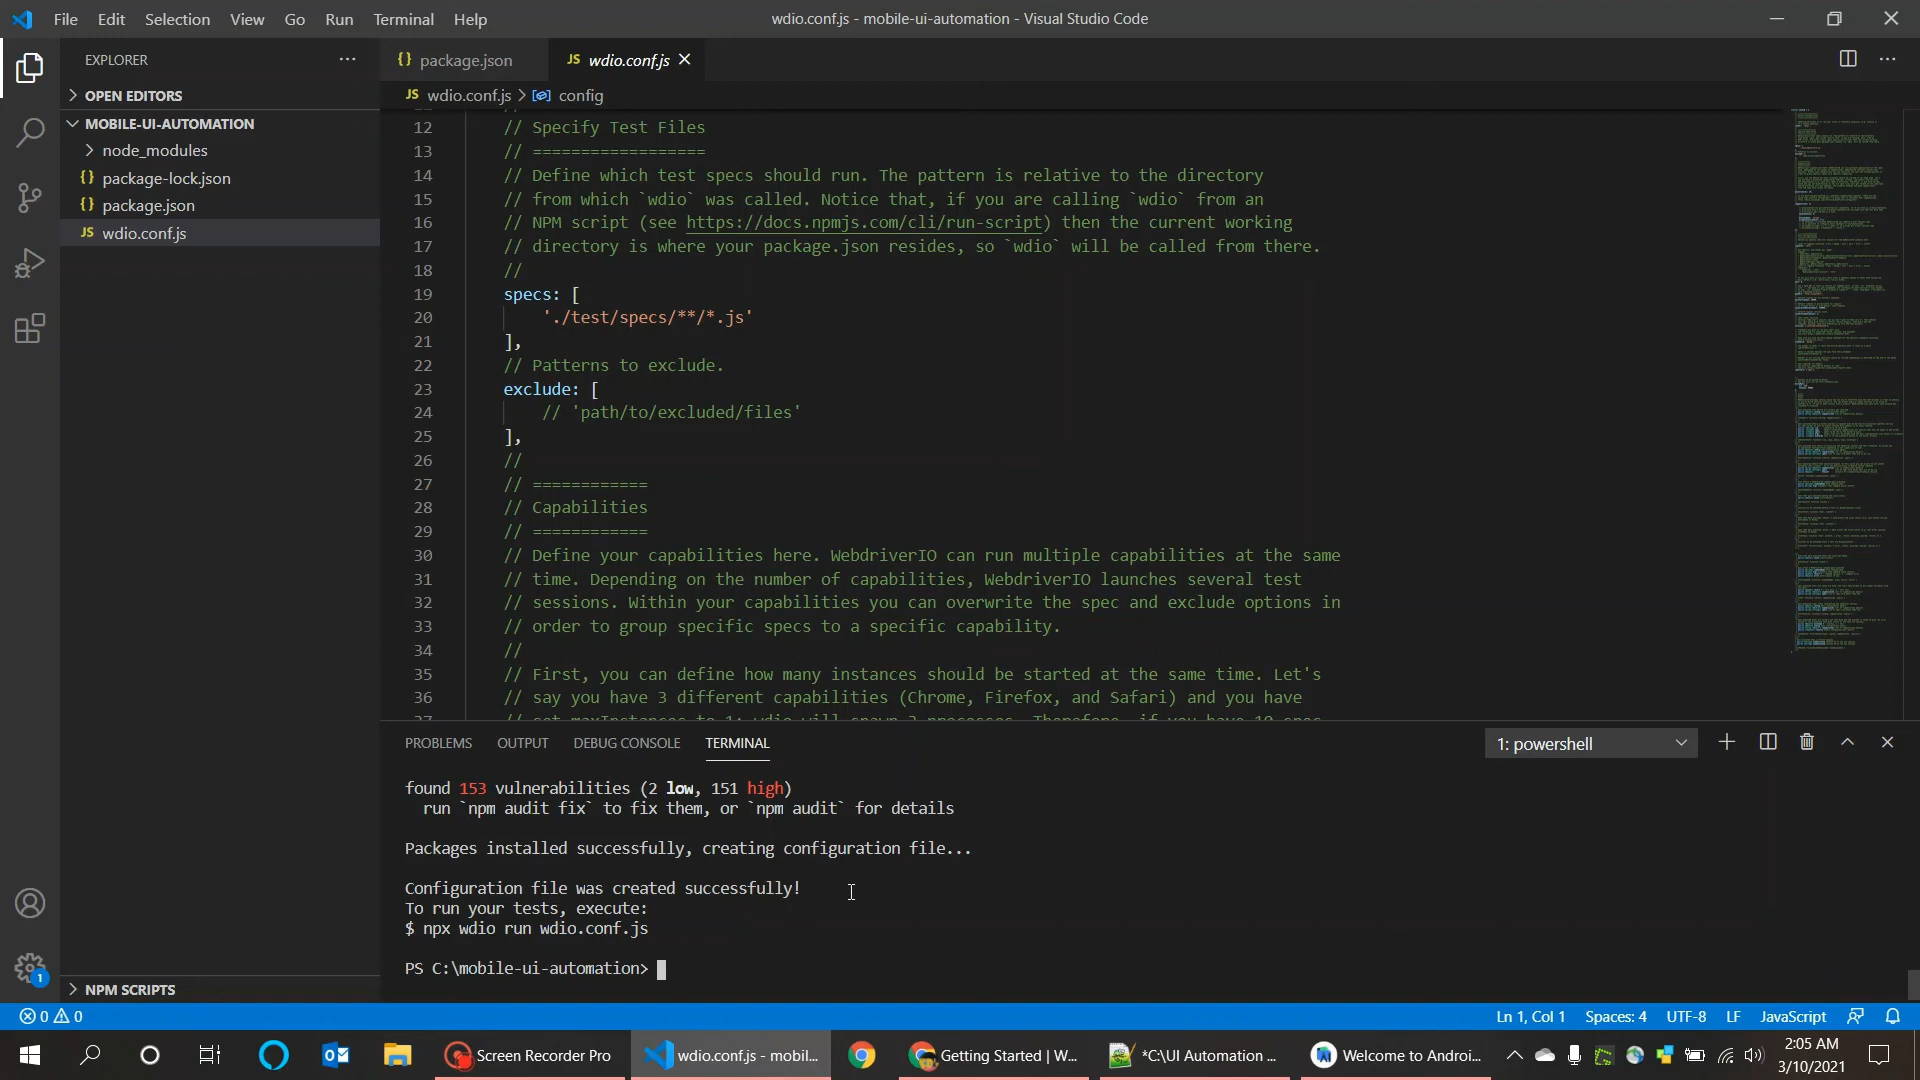 File Edit Selection View Go Run Terminal Help
wdio.conf.js - mobile-ui-automation - Visual Studio Code
EXPLORER
OPEN EDITORS
MOBILE-UI-AUTOMATION
node_modules
{} package-lock.json
{} package.json
JS wdio.conf.js
NPM SCRIPTS
{} package.json
JS wdio.conf.js
JS wdio.conf.js > config
12 // Specify Test Files
13 // ==================
14 // Define which test specs should run. The pattern is relative to the directory
15 // from which `wdio` was called. Notice that, if you are calling `wdio` from an
16 // NPM script (see https://docs.npmjs.com/cli/run-script) then the current working
17 // directory is where your package.json resides, so `wdio` will be called from there.
18 //
19 specs: [
20 './test/specs/**/*.js'
21 ],
22 // Patterns to exclude.
23 exclude: [
24 // 'path/to/excluded/files'
25 ],
26 //
27 // ============
28 // Capabilities
29 // ============
30 // Define your capabilities here. WebdriverIO can run multiple capabilities at the same
31 // time. Depending on the number of capabilities, WebdriverIO launches several test
32 // sessions. Within your capabilities you can overwrite the spec and exclude options in
33 // order to group specific specs to a specific capability.
34 //
35 // First, you can define how many instances should be started at the same time. Let's
36 // say you have 3 different capabilities (Chrome, Firefox, and Safari) and you have
PROBLEMS OUTPUT DEBUG CONSOLE TERMINAL
1: powershell
found 153 vulnerabilities (2 low, 151 high)
run `npm audit fix` to fix them, or `npm audit` for details
Packages installed successfully, creating configuration file...
Configuration file was created successfully!
To run your tests, execute:
$ npx wdio run wdio.conf.js
PS C:\mobile-ui-automation>
1
0 0
Ln 1, Col 1 Spaces: 4 UTF-8 LF JavaScript
Screen Recorder Pro
wdio.conf.js - mobil...
Getting Started | W...
*C:\UI Automation ...
Welcome to Androi...
2:05 AM
3/10/2021